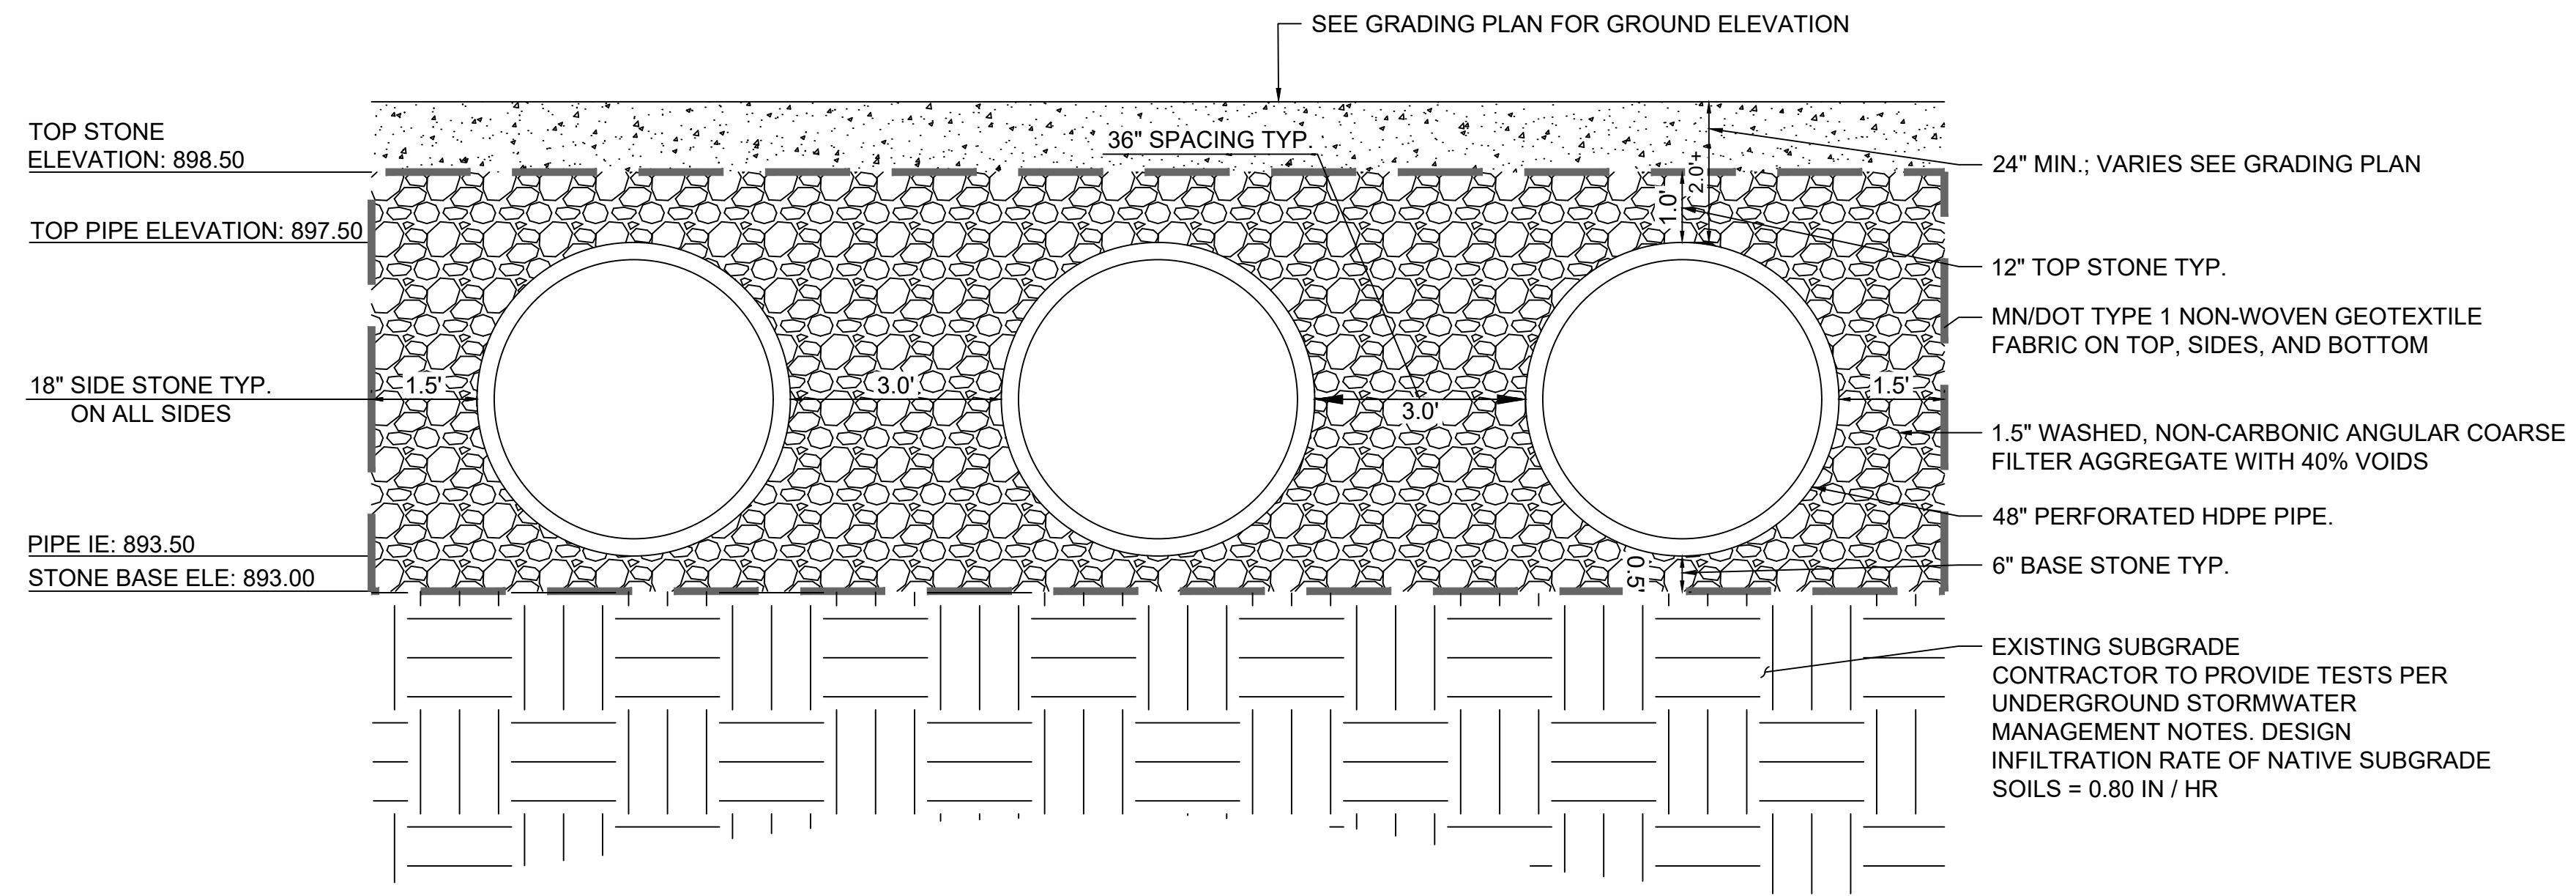 SEE GRADING PLAN FOR GROUND ELEVATION
TOP STONE
ELEVATION: 898.50
36" SPACING TYP.
24" MIN.; VARIES SEE GRADING PLAN
2.0'+
1.0'
TOP PIPE ELEVATION: 897.50
12" TOP STONE TYP.
MN/DOT TYPE 1 NON-WOVEN GEOTEXTILE
FABRIC ON TOP, SIDES, AND BOTTOM
18" SIDE STONE TYP.
ON ALL SIDES
1.5'
3.0'
3.0'
1.5'
1.5" WASHED, NON-CARBONIC ANGULAR COARSE
FILTER AGGREGATE WITH 40% VOIDS
48" PERFORATED HDPE PIPE.
PIPE IE: 893.50
STONE BASE ELE: 893.00
0.5'
6" BASE STONE TYP.
EXISTING SUBGRADE
CONTRACTOR TO PROVIDE TESTS PER
UNDERGROUND STORMWATER
MANAGEMENT NOTES. DESIGN
INFILTRATION RATE OF NATIVE SUBGRADE
SOILS = 0.80 IN / HR